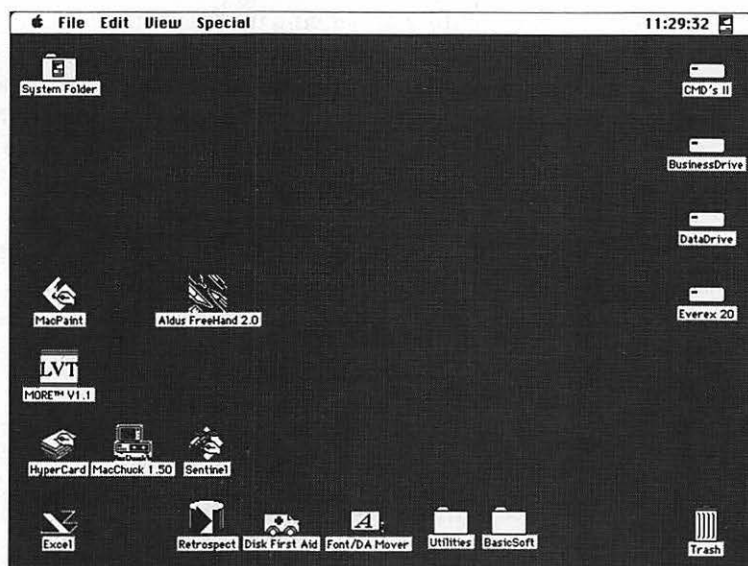 File Edit View Special 11:29:32
System Folder
CMD's II
BusinessDrive
DataDrive
MacPaint Aldus FreeHand 2.0 Everex 20
LVT
MORE™ V1.1
HyperCard MacChuck 1.50 Sentinel
A
Excel Retrospect Disk First Aid Font/DA Mover Utilities BasicSoft Trash